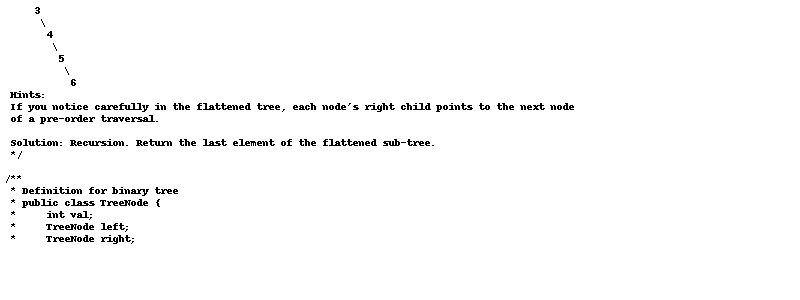 3
\
4
\
5
\
6
Hints:
If you notice carefully in the flattened tree, each node's right child points to the next node
of a pre-order traversal.
Solution: Recursion. Return the last element of the flattened sub-tree.
*/
/**
* Definition for binary tree
* public class TreeNode {
*     int val;
*     TreeNode left;
*     TreeNode right;